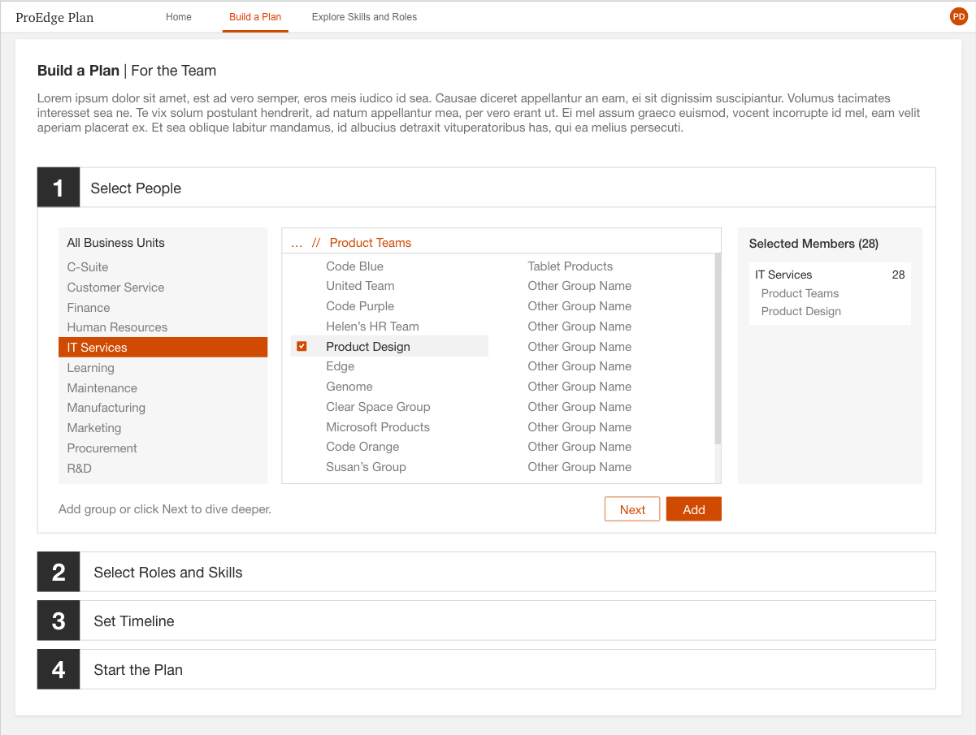 ProEdge Plan Home Build a Plan Explore Skills and Roles PD
Build a Plan | For the Team
Lorem ipsum dolor sit amet, est ad vero semper, eros meis iudico id sea. Causae diceret appellantur an eam, ei sit dignissim suscipiantur. Volumus tacimates
interesset sea ne. Te vix solum postulant hendrerit, ad natum appellantur mea, per vero erant ut. Ei mel assum graeco euismod, vocent incorrupte id mel, eam velit
aperiam placerat ex. Et sea oblique labitur mandamus, id albucius detraxit vituperatoribus has, qui ea melius persecuti.
1 Select People
All Business Units
C-Suite
Customer Service
Finance
Human Resources
IT Services
Learning
Maintenance
Manufacturing
Marketing
Procurement
R&D
... // Product Teams
Code Blue Tablet Products
United Team Other Group Name
Code Purple Other Group Name
Helen's HR Team Other Group Name
Product Design Other Group Name
Edge Other Group Name
Genome Other Group Name
Clear Space Group Other Group Name
Microsoft Products Other Group Name
Code Orange Other Group Name
Susan's Group Other Group Name
Selected Members (28)
IT Services 28
Product Teams
Product Design
Add group or click Next to dive deeper. Next Add
2 Select Roles and Skills
3 Set Timeline
4 Start the Plan